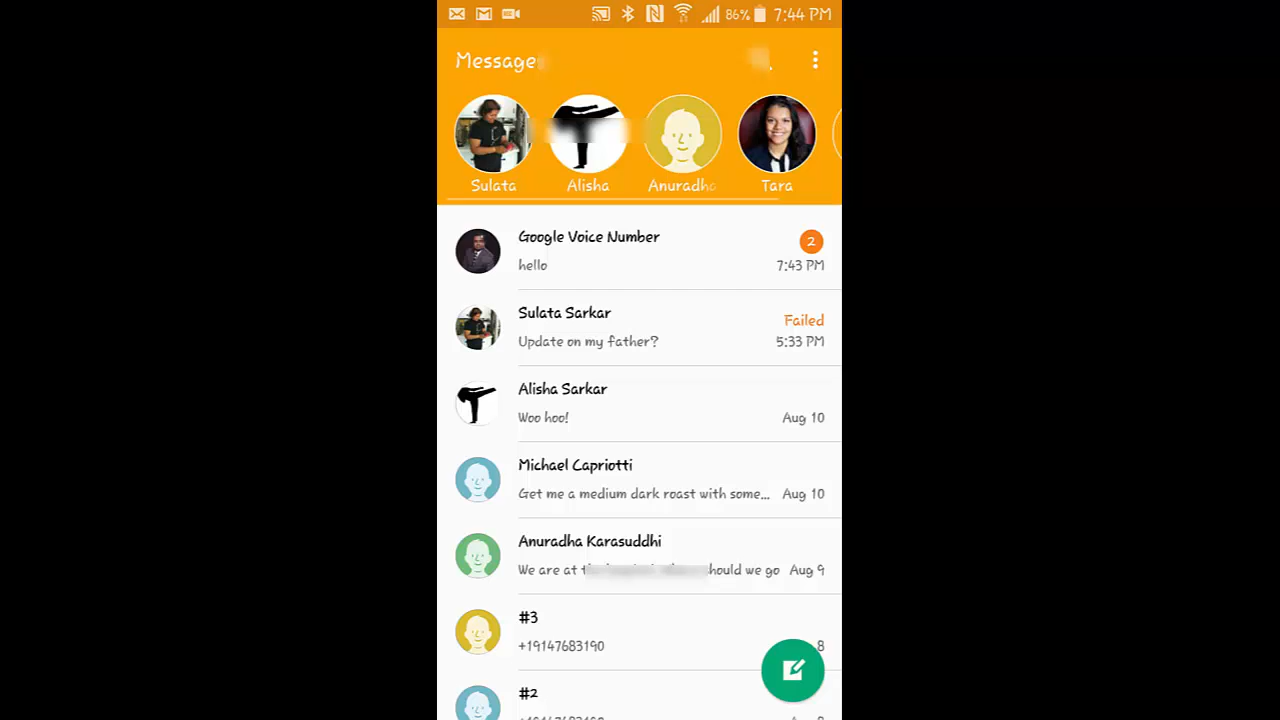 86% 7:44 PM
Message
Sulata Alisha Anuradha Tara
Google Voice Number 2
hello 7:43 PM
Sulata Sarkar Failed
Update on my father? 5:33 PM
Alisha Sarkar
Woo hoo! Aug 10
Michael Capriotti
Get me a medium dark roast with some... Aug 10
Anuradha Karasuddhi
We are at should we go Aug 9
#3
+19147683190 8
#2